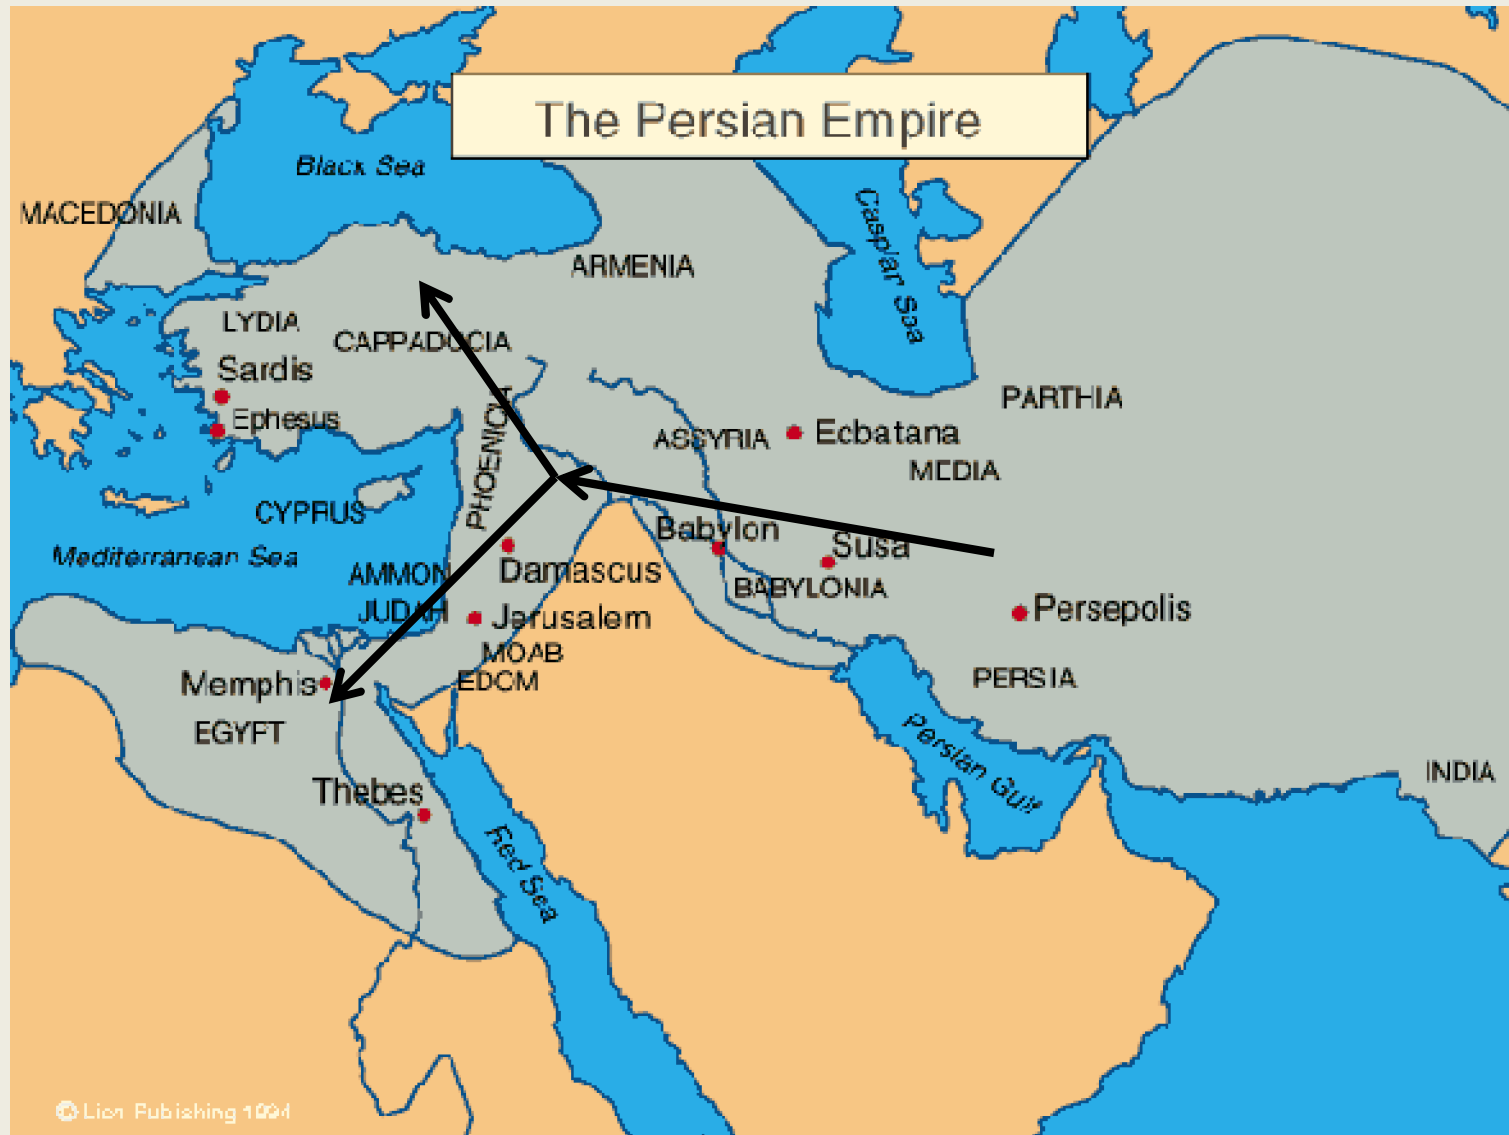 The Persian Empire
Black Sea
MACEDONIA
Caspian Sea
ARMENIA
LYDIA
CAPPADOCIA
Sardis
PARTHIA
Ephesus
PHOENICIA
ASSYRIA
Ecbatana
MEDIA
CYPRUS
Babylon
Susa
Mediterranean Sea
AMMON
Damascus
BABYLONIA
JUDAH
Jerusalem
Persepolis
MOAB
Memphis
EDOM
PERSIA
EGYPT
Persian Gulf
INDIA
Thebes
Red Sea
© Lion Publishing 1994